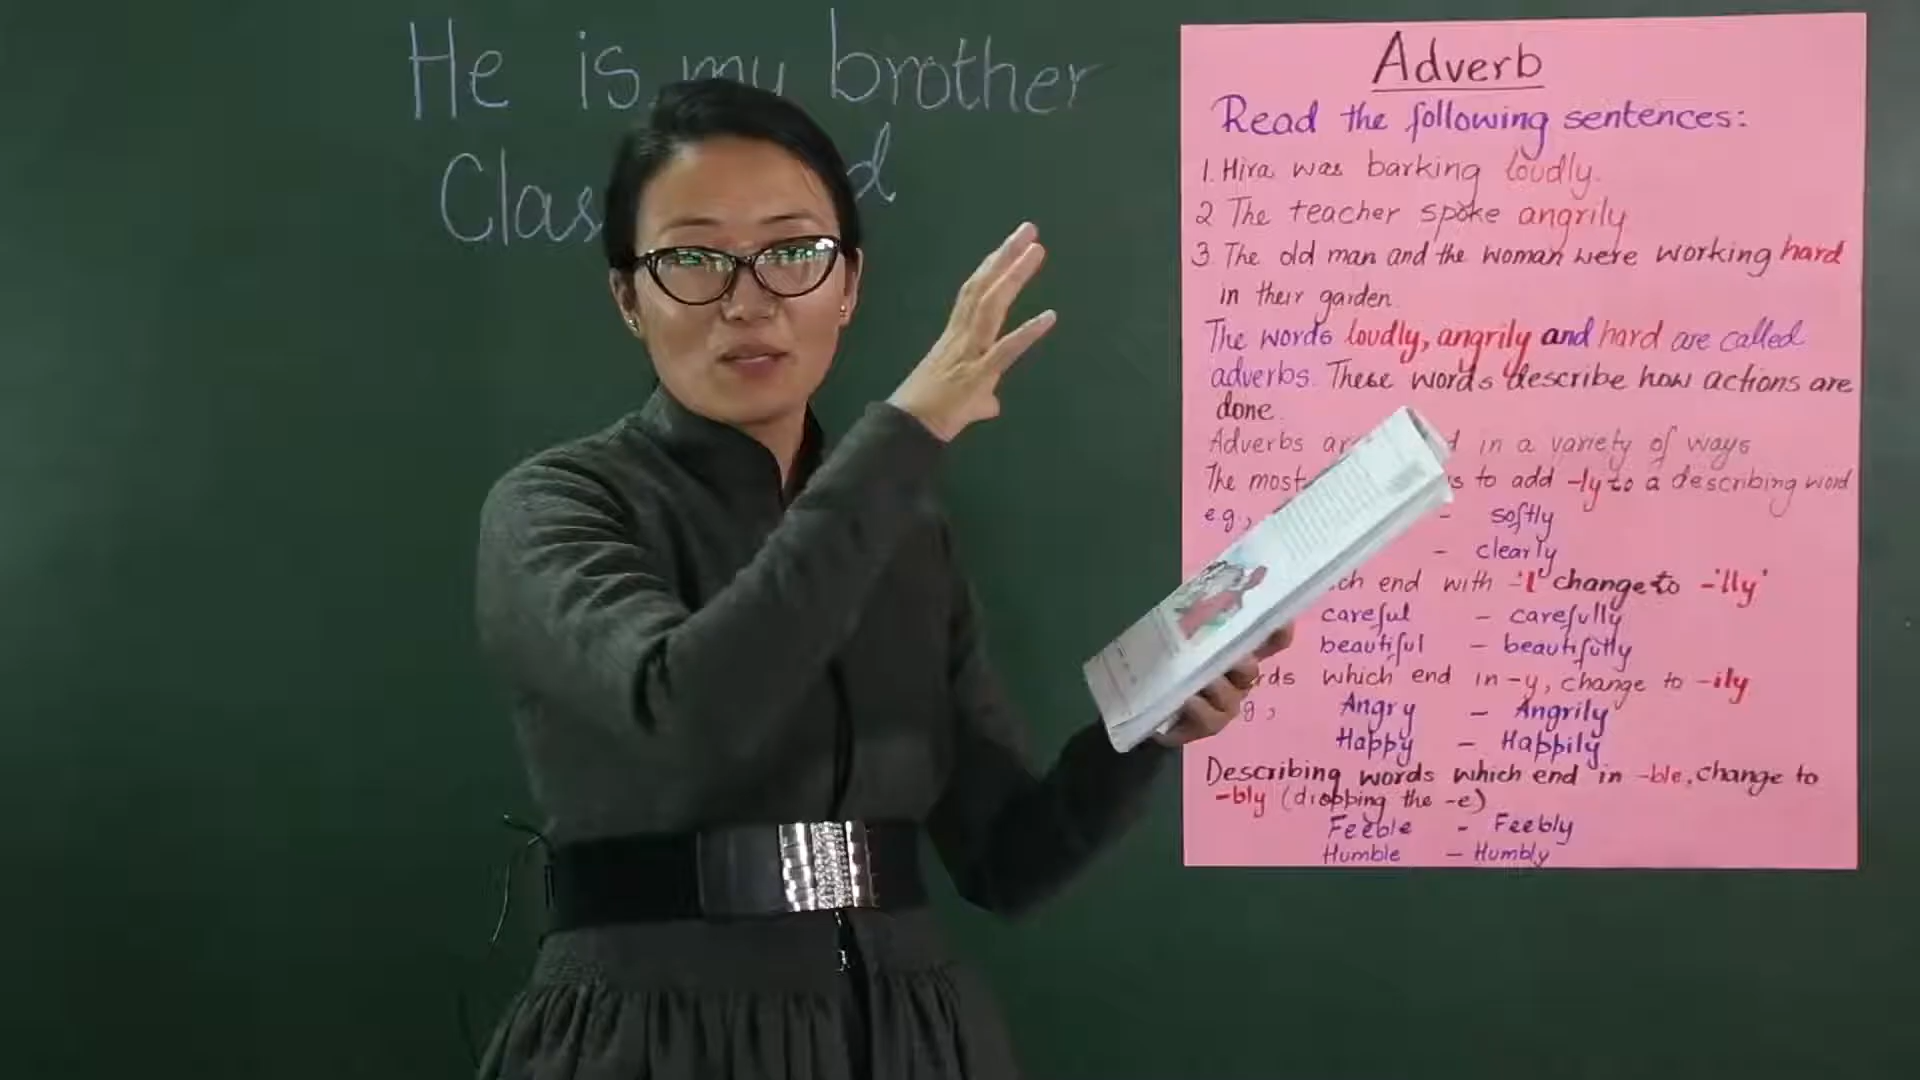 He is my brother
Adverb
Read the following sentences:
1. Hira was barking loudly.
2 The teacher spoke angrily
3. The old man and the woman were working hard
in their garden
The words loudly, angrily and hard are called
adverbs. These words describe how actions are
done.
Adverbs in a variety of ways
The most to add -ly to a describing word
e.g., - softly
- clearly
end with -'l' change to -'lly'
careful - carefully
beautiful - beautifully
which end in -y, change to -ily
Angry - Angrily
Happy - Happily
Describing words which end in -ble, change to
-bly (dropping the -e)
Feeble - Feebly
Humble - Humbly